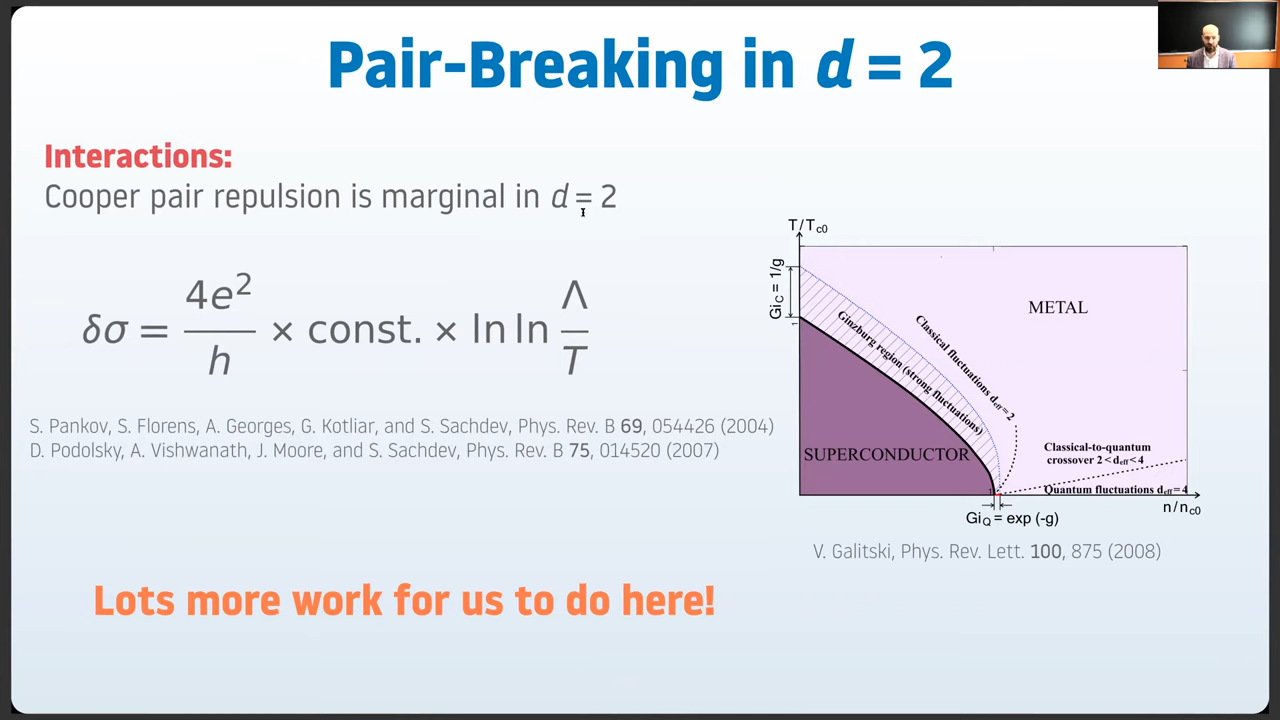 Pair-Breaking in d = 2
Interactions:
Cooper pair repulsion is marginal in d = 2
δσ = 4e²/h × const. × ln ln Λ/T
S. Pankov, S. Florens, A. Georges, G. Kotliar, and S. Sachdev, Phys. Rev. B 69, 054426 (2004)
D. Podolsky, A. Vishwanath, J. Moore, and S. Sachdev, Phys. Rev. B 75, 014520 (2007)
Lots more work for us to do here!
T/T_c0
Gi_C = 1/g
1
METAL
Classical fluctuations d_eff = 2
Ginzburg region (strong fluctuations)
SUPERCONDUCTOR
Classical-to-quantum
crossover 2 < d_eff < 4
Quantum fluctuations d_eff = 4
1
n/n_c0
Gi_Q = exp (-g)
V. Galitski, Phys. Rev. Lett. 100, 875 (2008)